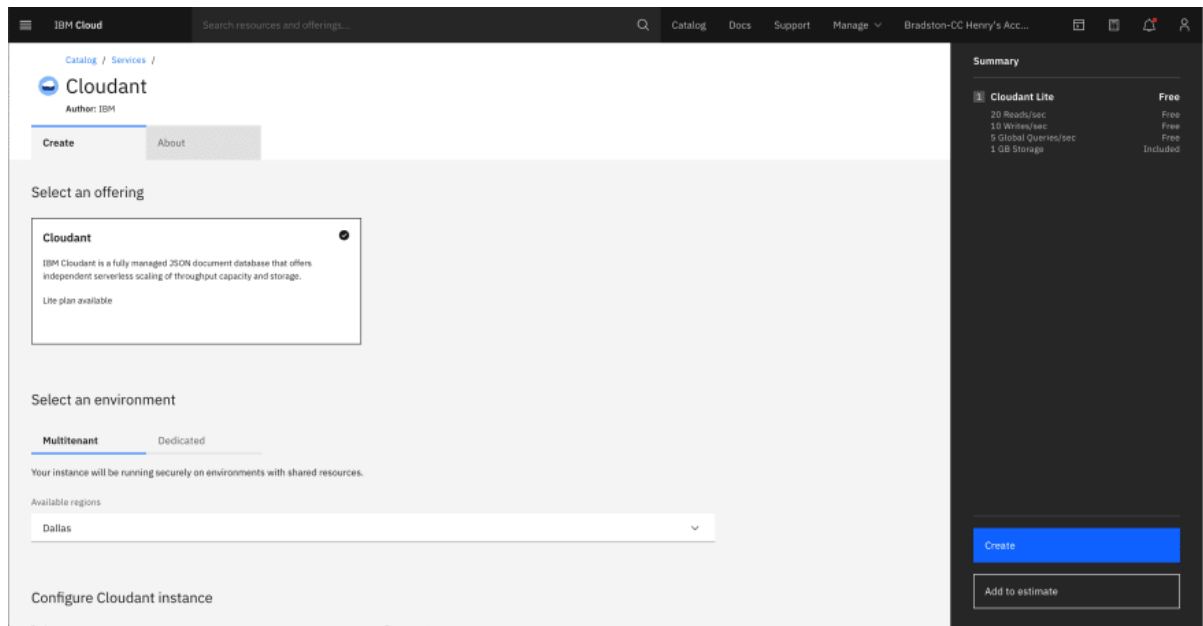 IBM Cloud
Search resources and offerings...
Catalog
Docs
Support
Manage
Bradston-CC Henry's Acc...
Catalog / Services /
Cloudant
Author: IBM
Create
About
Select an offering
Cloudant
IBM Cloudant is a fully managed JSON document database that offers
independent serverless scaling of throughput capacity and storage.
Lite plan available
Select an environment
Multitenant
Dedicated
Your instance will be running securely on environments with shared resources.
Available regions
Dallas
Configure Cloudant instance
Summary
1 Cloudant Lite Free
20 Reads/sec Free
10 Writes/sec Free
5 Global Queries/sec Free
1 GB Storage Included
Create
Add to estimate